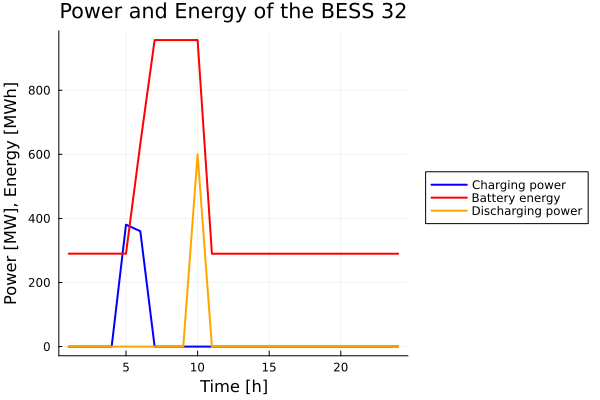 Power and Energy of the BESS 32
Power [MW], Energy [MWh]
800
600
400
200
0
5
10
15
20
Time [h]
Charging power
Battery energy
Discharging power